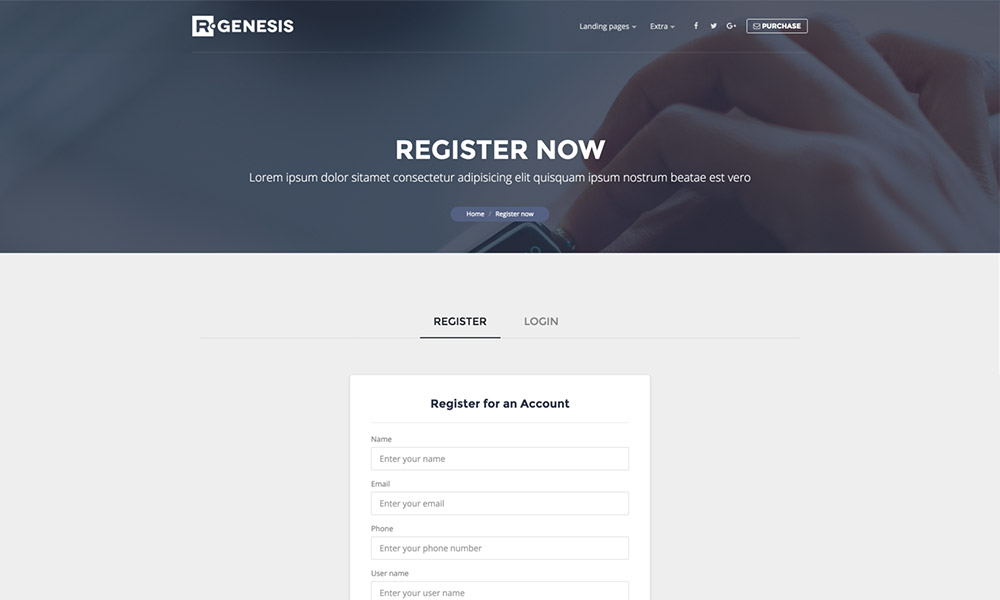 R GENESIS
Landing pages
Extra
PURCHASE
REGISTER NOW
Lorem ipsum dolor sitamet consectetur adipisicing elit quisquam ipsum nostrum beatae est vero
Home / Register now
REGISTER
LOGIN
Register for an Account
Name
Enter your name
Email
Enter your email
Phone
Enter your phone number
User name
Enter your user name